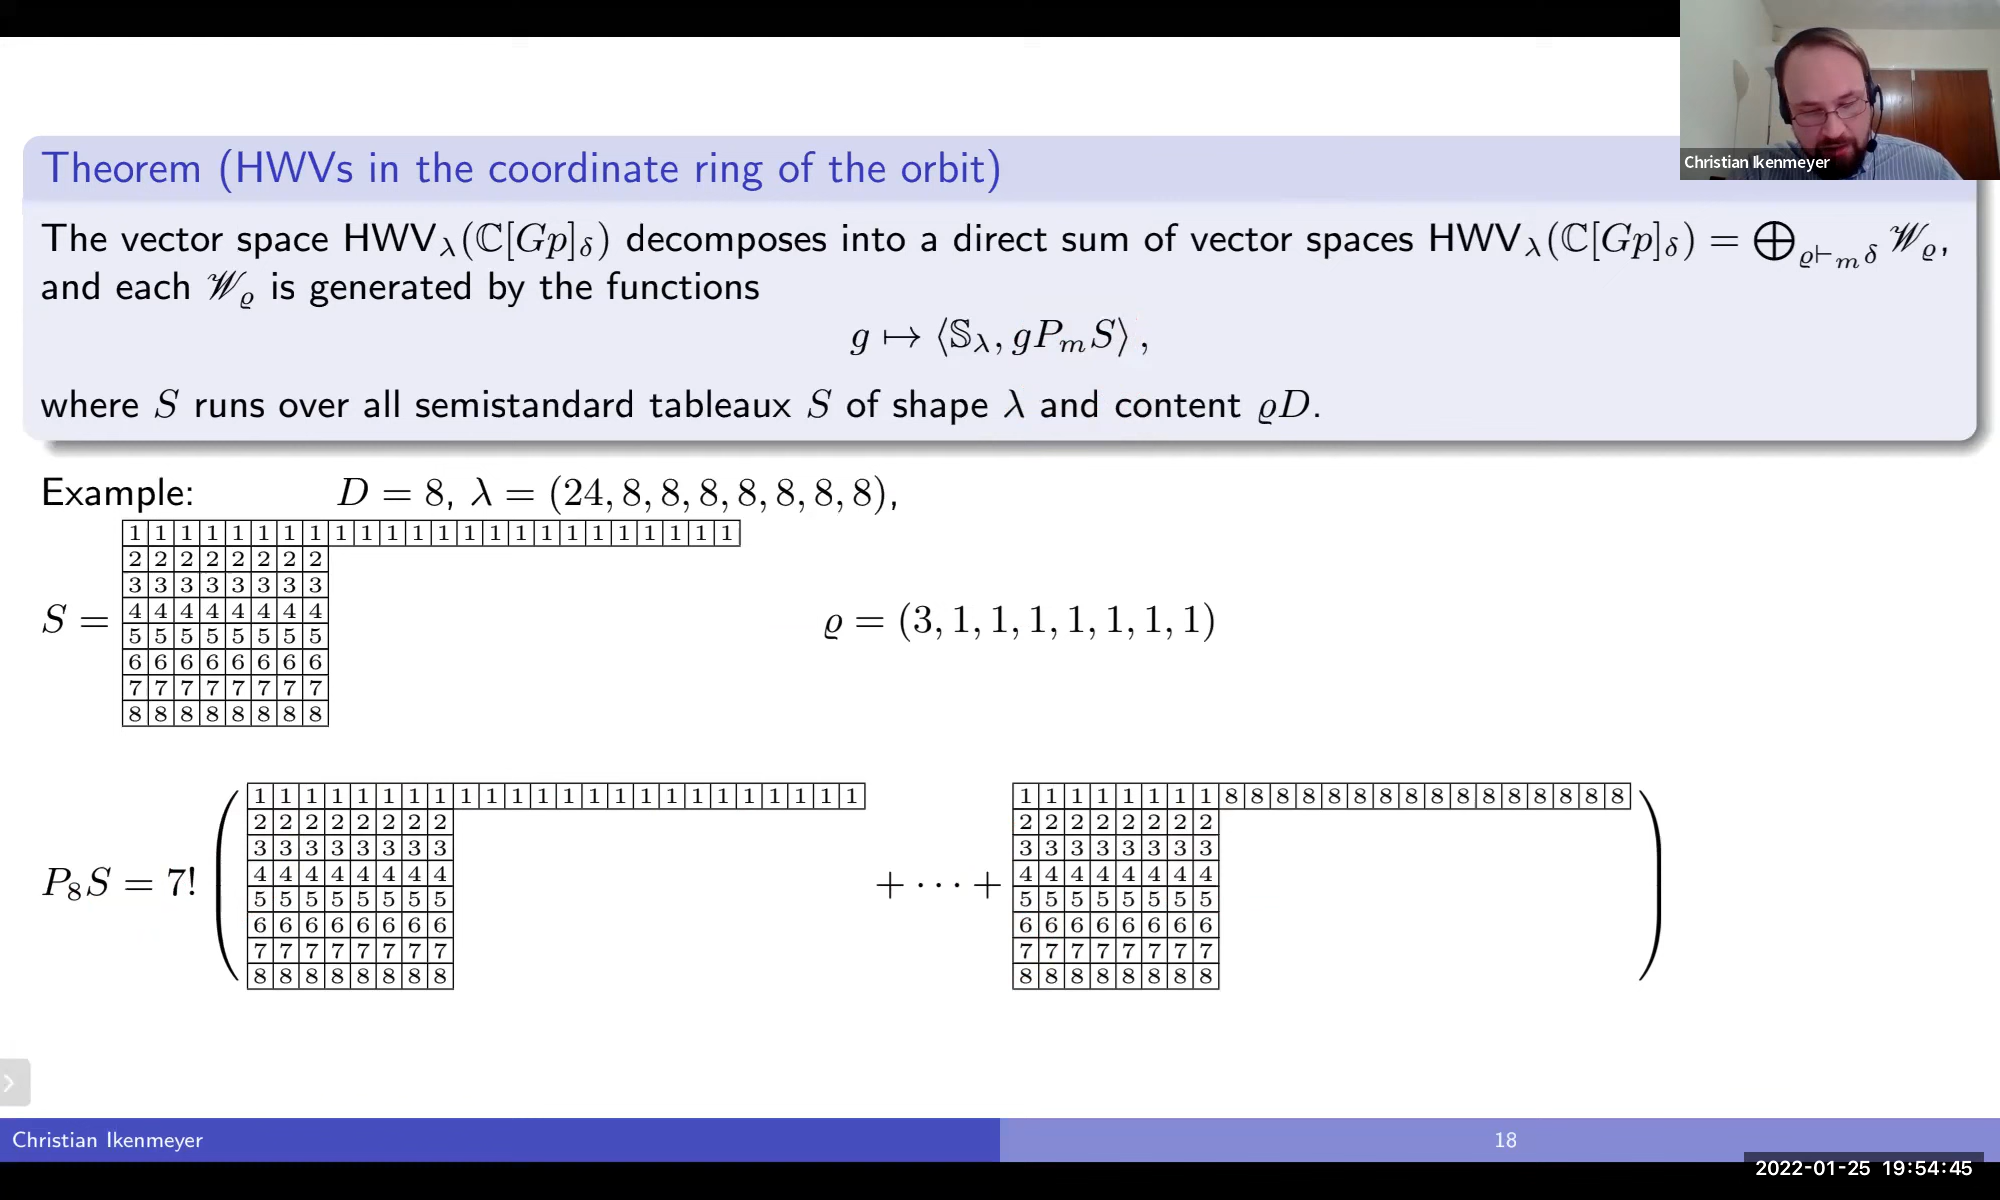 Christian Ikenmeyer
Theorem (HWVs in the coordinate ring of the orbit)
The vector space HWV_λ(ℂ[Gp]_δ) decomposes into a direct sum of vector spaces HWV_λ(ℂ[Gp]_δ) = ⨁_{ϱ⊢_m δ} 𝒲_ϱ,
and each 𝒲_ϱ is generated by the functions
g ↦ ⟨𝕊_λ, gP_mS⟩,
where S runs over all semistandard tableaux S of shape λ and content ϱD.
Example: D = 8, λ = (24, 8, 8, 8, 8, 8, 8, 8),
1 1 1 1 1 1 1 1 1 1 1 1 1 1 1 1 1 1 1 1 1 1 1 1
2 2 2 2 2 2 2 2
3 3 3 3 3 3 3 3
4 4 4 4 4 4 4 4
S = ϱ = (3, 1, 1, 1, 1, 1, 1, 1)
5 5 5 5 5 5 5 5
6 6 6 6 6 6 6 6
7 7 7 7 7 7 7 7
8 8 8 8 8 8 8 8
1 1 1 1 1 1 1 1 1 1 1 1 1 1 1 1 1 1 1 1 1 1 1 1 1 1 1 1 1 1 1 1 8 8 8 8 8 8 8 8 8 8 8 8 8 8 8 8
2 2 2 2 2 2 2 2 2 2 2 2 2 2 2 2
3 3 3 3 3 3 3 3 3 3 3 3 3 3 3 3
4 4 4 4 4 4 4 4 4 4 4 4 4 4 4 4
P_8S = 7! ( + ··· + )
5 5 5 5 5 5 5 5 5 5 5 5 5 5 5 5
6 6 6 6 6 6 6 6 6 6 6 6 6 6 6 6
7 7 7 7 7 7 7 7 7 7 7 7 7 7 7 7
8 8 8 8 8 8 8 8 8 8 8 8 8 8 8 8
Christian Ikenmeyer 18
2022-01-25 19:54:45